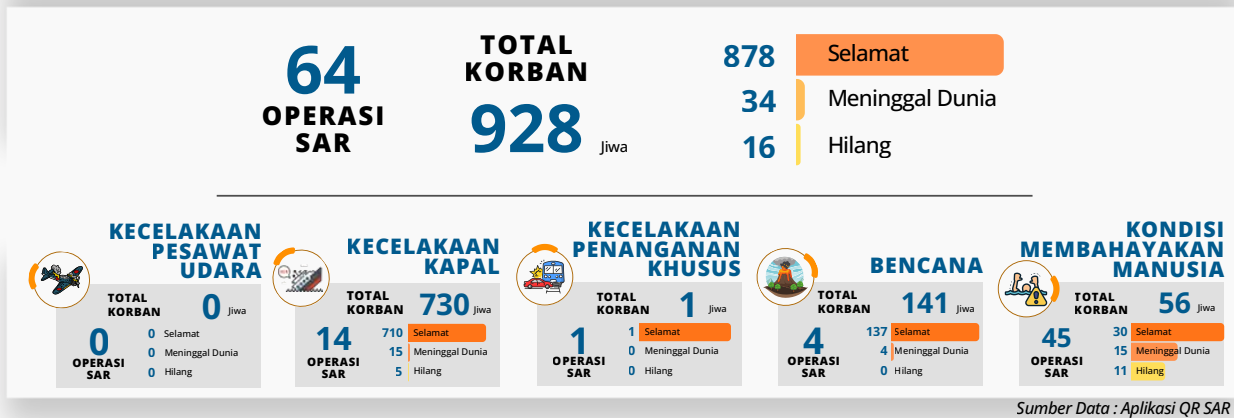 64
OPERASI
SAR
TOTAL
KORBAN
928 Jiwa
878 Selamat
34 Meninggal Dunia
16 Hilang
KECELAKAAN
PESAWAT
UDARA
TOTAL
KORBAN
0 Jiwa
0
OPERASI
SAR
0 Selamat
0 Meninggal Dunia
0 Hilang
KECELAKAAN
KAPAL
TOTAL
KORBAN
730 Jiwa
14
OPERASI
SAR
710 Selamat
15 Meninggal Dunia
5 Hilang
KECELAKAAN
PENANGANAN
KHUSUS
TOTAL
KORBAN
1 Jiwa
1
OPERASI
SAR
1 Selamat
0 Meninggal Dunia
0 Hilang
BENCANA
TOTAL
KORBAN
141 Jiwa
4
OPERASI
SAR
137 Selamat
4 Meninggal Dunia
0 Hilang
KONDISI
MEMBAHAYAKAN
MANUSIA
TOTAL
KORBAN
56 Jiwa
45
OPERASI
SAR
30 Selamat
15 Meninggal Dunia
11 Hilang
Sumber Data : Aplikasi QR SAR